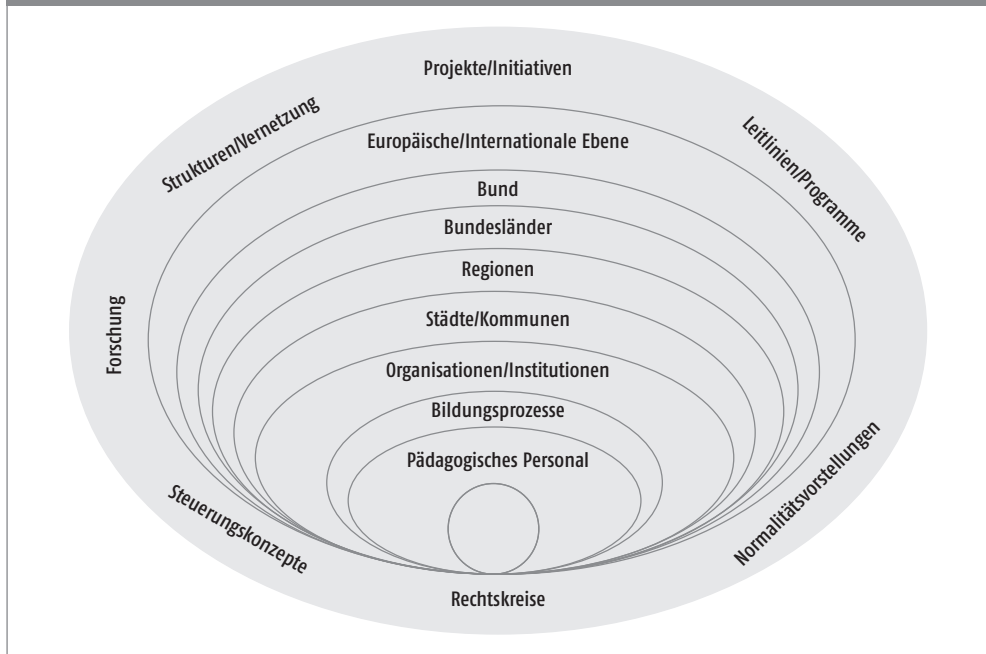 Projekte/Initiativen
Strukturen/Vernetzung
Leitlinien/Programme
Europäische/Internationale Ebene
Bund
Bundesländer
Regionen
Forschung
Städte/Kommunen
Organisationen/Institutionen
Bildungsprozesse
Pädagogisches Personal
Steuerungskonzepte
Normalitätsvorstellungen
Rechtskreise